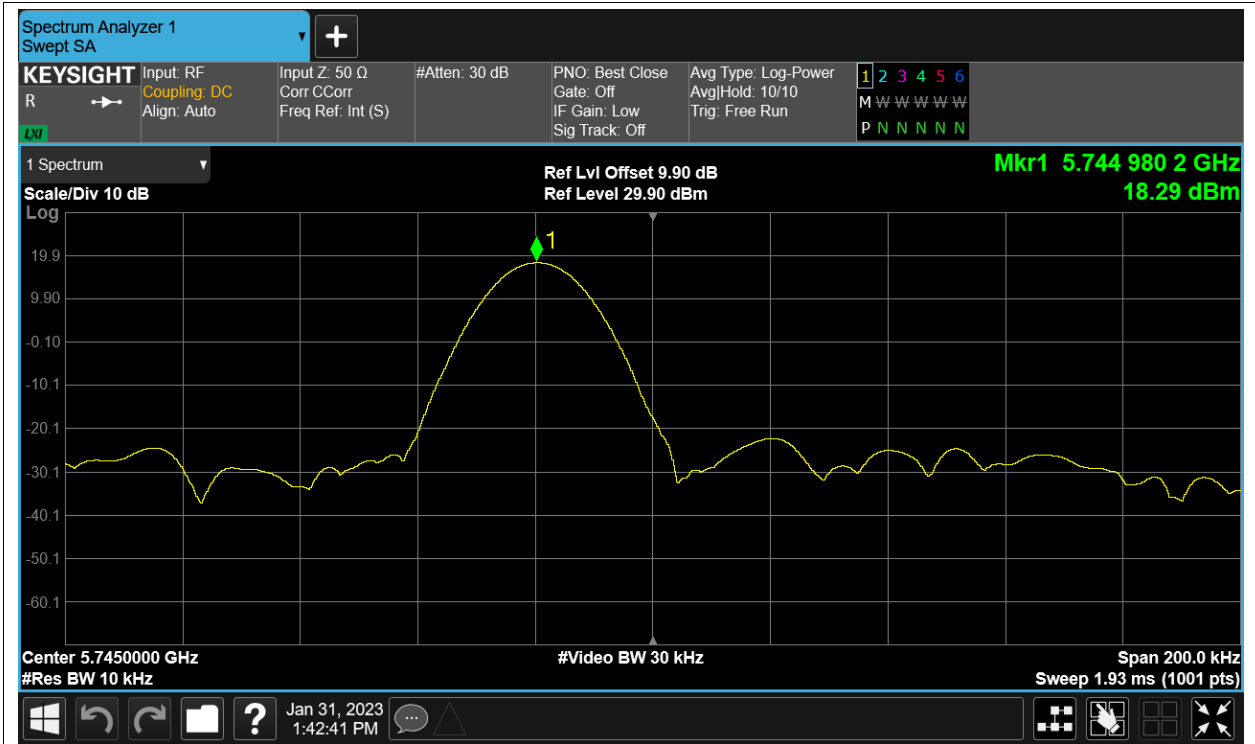 Spectrum Analyzer 1
Swept SA
KEYSIGHT
R
LXI
Input: RF
Coupling: DC
Align: Auto
Input Z: 50 Ω
Corr CCorr
Freq Ref: Int (S)
#Atten: 30 dB
PNO: Best Close
Gate: Off
IF Gain: Low
Sig Track: Off
Avg Type: Log-Power
Avg|Hold: 10/10
Trig: Free Run
1 2 3 4 5 6
M W W W W W W
P N N N N N
1 Spectrum
Scale/Div 10 dB
Log
Ref Lvl Offset 9.90 dB
Ref Level 29.90 dBm
Mkr1 5.744 980 2 GHz
18.29 dBm
1
19.9
9.90
-0.10
-10.1
-20.1
-30.1
-40.1
-50.1
-60.1
Center 5.7450000 GHz
#Res BW 10 kHz
#Video BW 30 kHz
Span 200.0 kHz
Sweep 1.93 ms (1001 pts)
?
Jan 31, 2023
1:42:41 PM